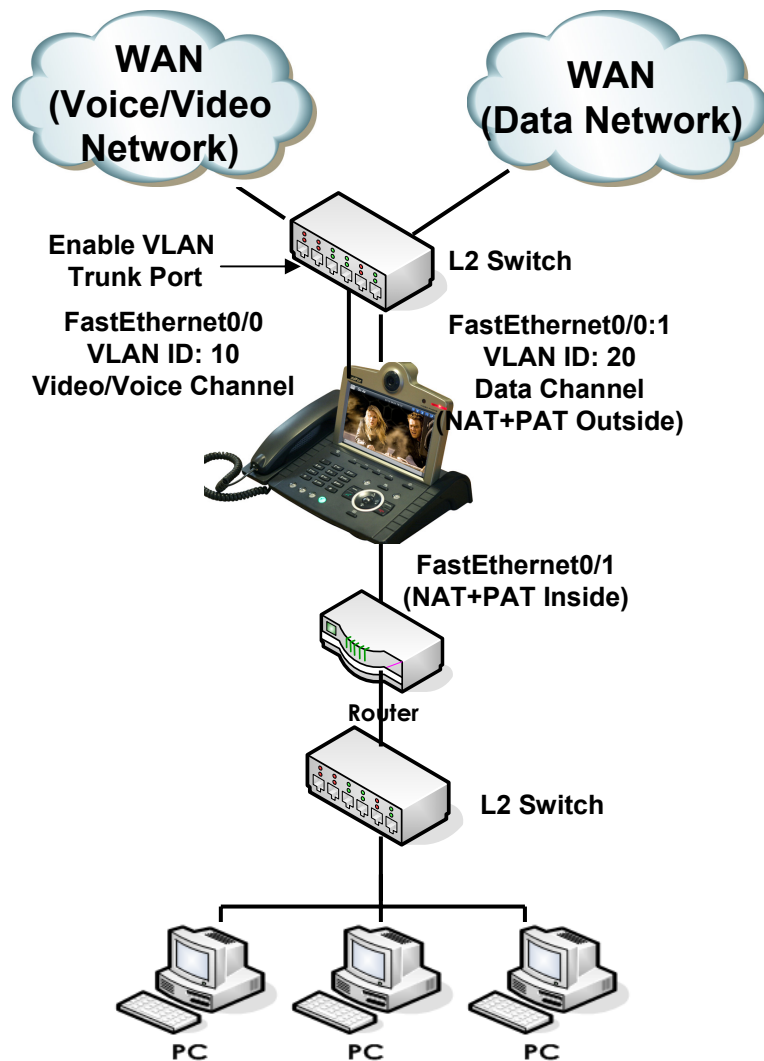 WAN
(Voice/Video
Network)
WAN
(Data Network)
Enable VLAN
Trunk Port
L2 Switch
FastEthernet0/0
VLAN ID: 10
Video/Voice Channel
FastEthernet0/0:1
VLAN ID: 20
Data Channel
(NAT+PAT Outside)
FastEthernet0/1
(NAT+PAT Inside)
Router
L2 Switch
PC
PC
PC